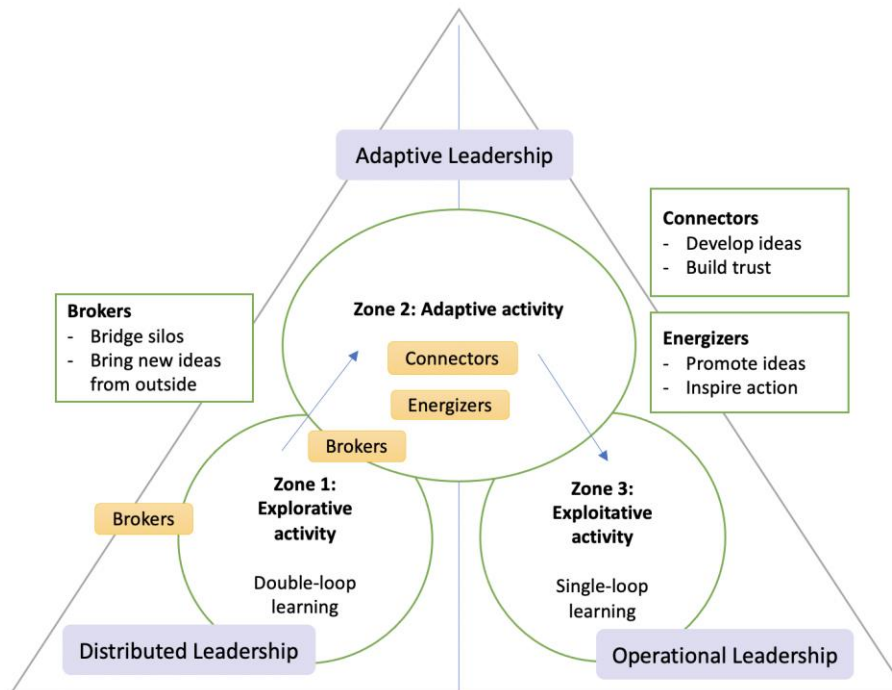 Adaptive Leadership
Connectors
- Develop ideas
- Build trust
Brokers
- Bridge silos
- Bring new ideas
from outside
Zone 2: Adaptive activity
Connectors
Energizers
Energizers
- Promote ideas
- Inspire action
Brokers
Zone 1:
Explorative
activity
Double-loop
learning
Brokers
Zone 3:
Exploitative
activity
Single-loop
learning
Distributed Leadership
Operational Leadership